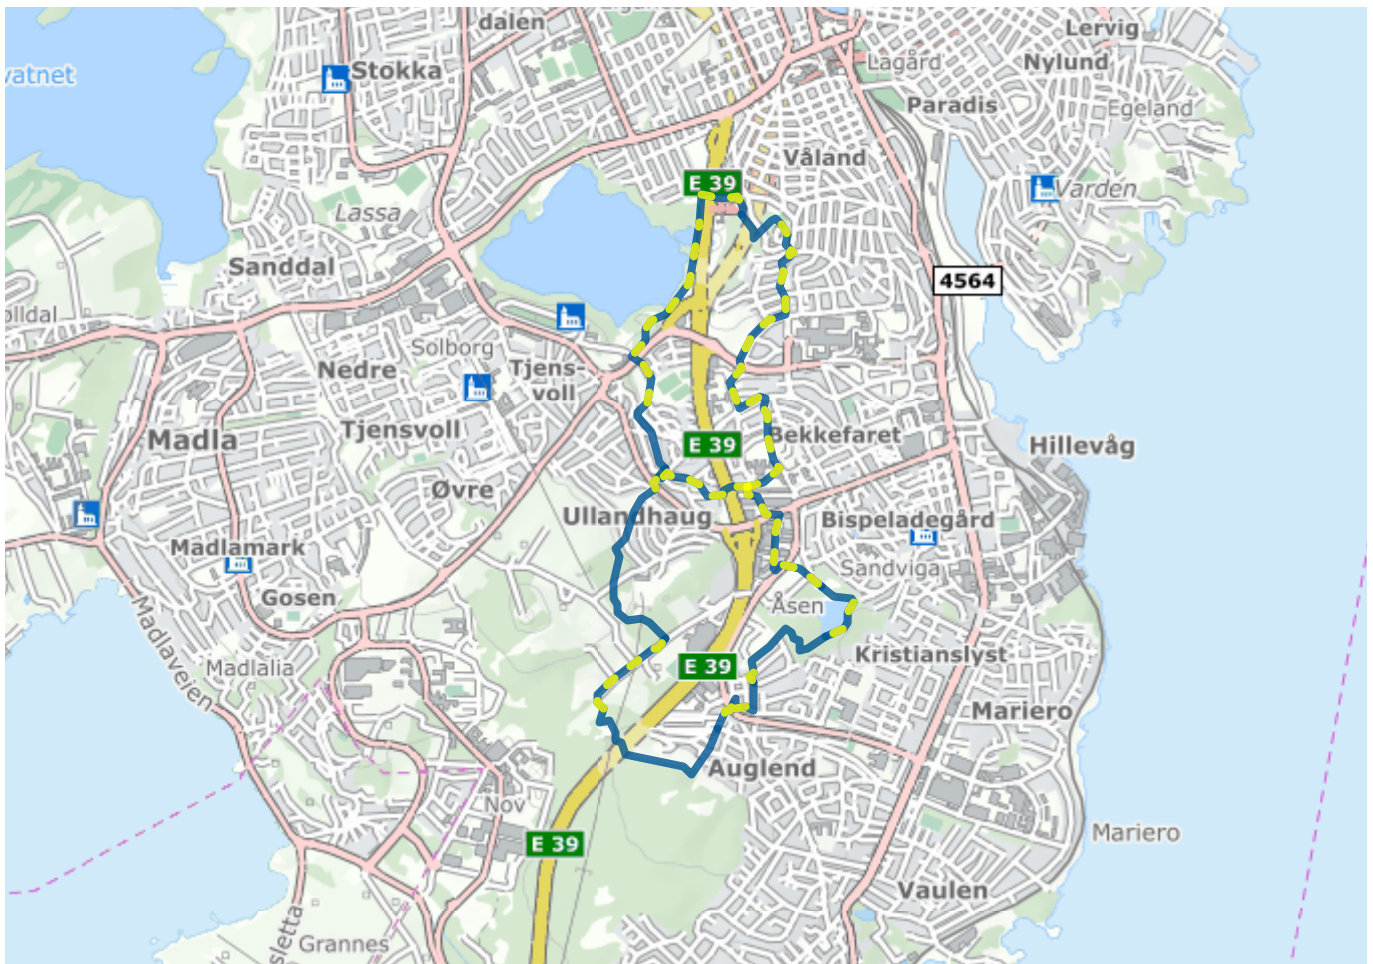 dalen
Lervig
Lagård
Nylund
vatnet
Stokka
Paradis
Egeland
Våland
E 39
Varden
Lassa
Sanddal
4564
olldal
Solborg
Nedre
Tjens-
voll
Tjensvoll
Madla
E 39
Bekkefaret
Hillevåg
Øvre
Ullandhaug
Bispeladegård
Madlamark
Sandviga
Gosen
Åsen
Madlaveien
Madlalia
E 39
Kristianslyst
Mariero
Auglend
Nov
E 39
Mariero
Vaulen
sletta
Grannes